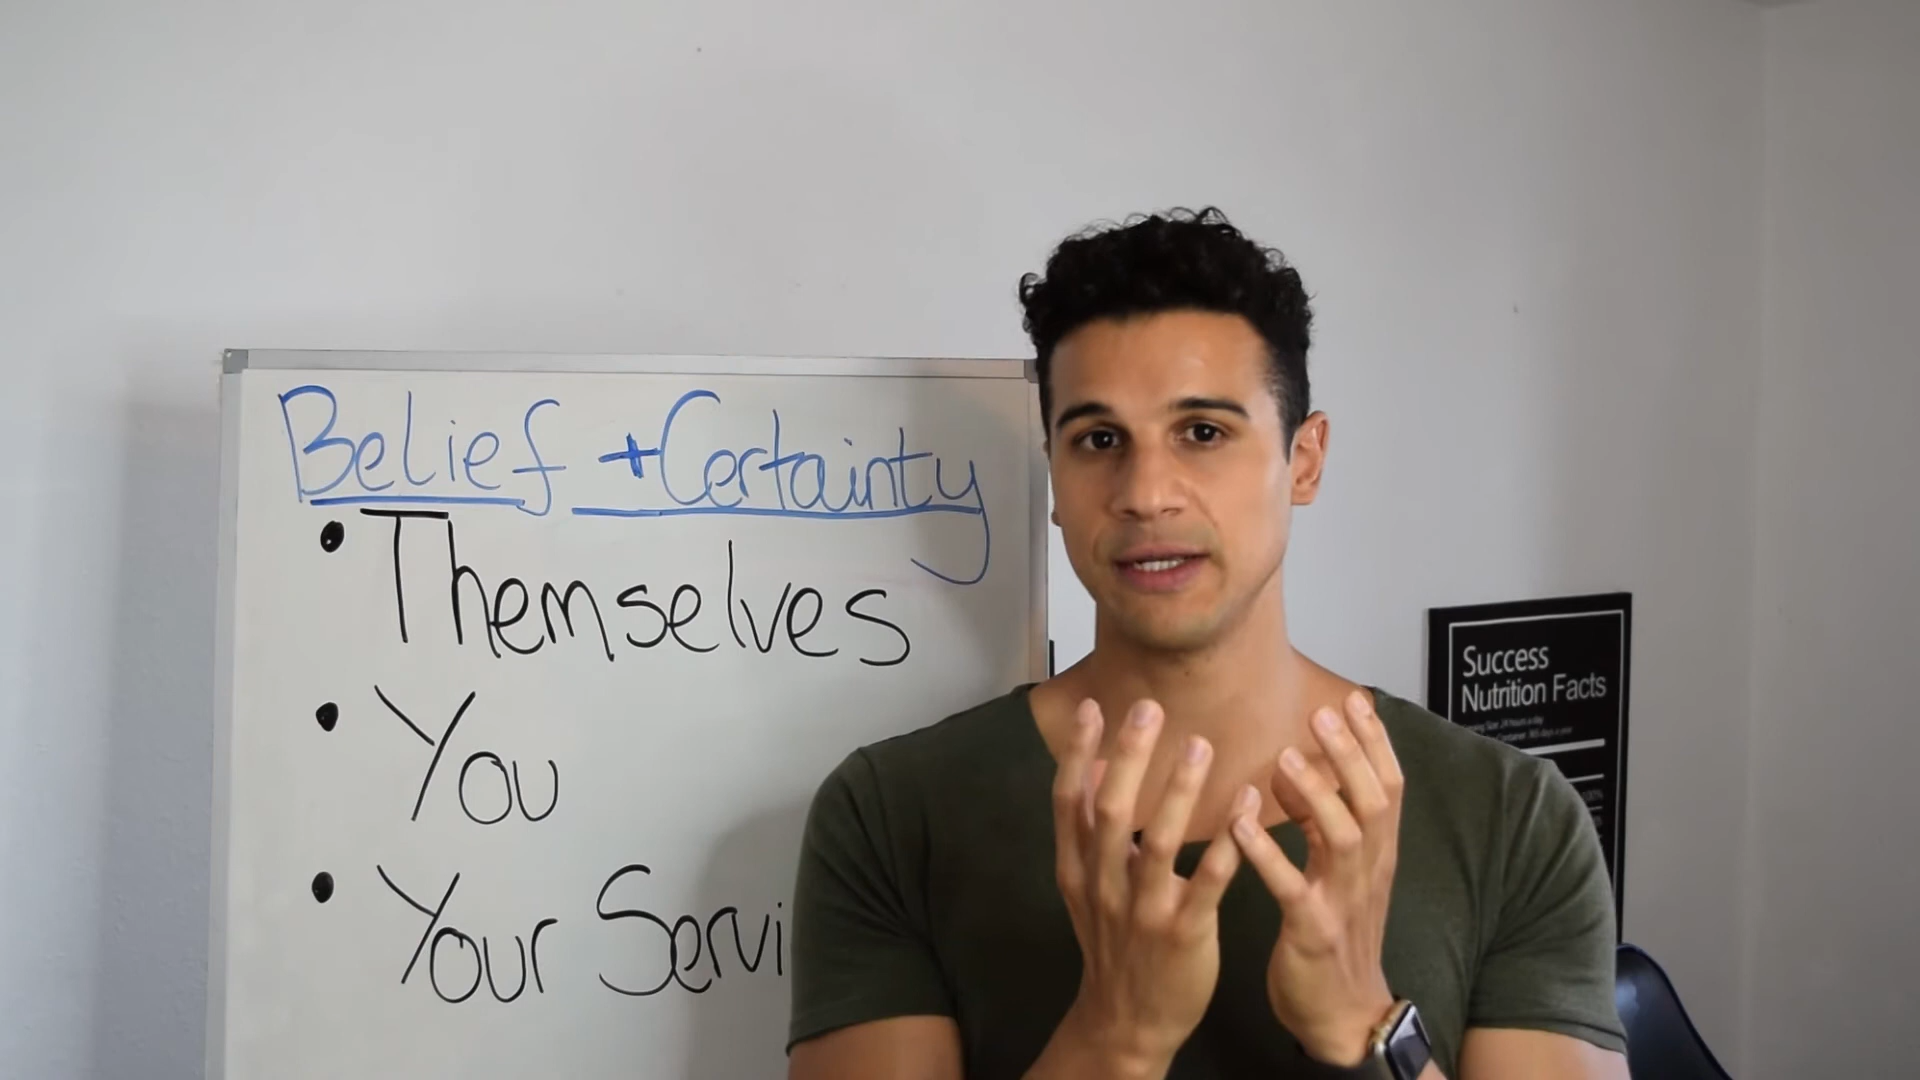 Belief + Certainty
• Themselves
• You
• Your Servi
Success
Nutrition Facts